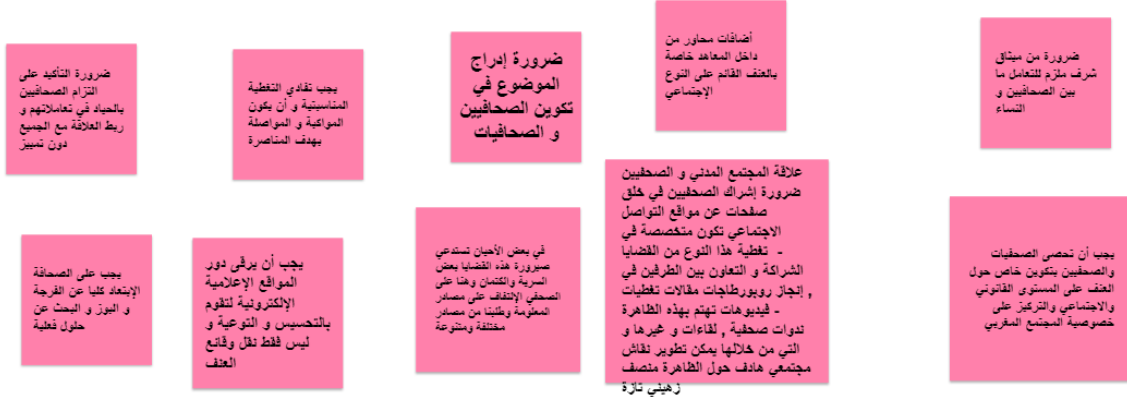 ضرورة من ميثاق
شرف ملزم للتعامل ما
بين الصحافيين و
النساء
أضافات محاور من
داخل المعاهد خاصة
بالعنف القائم على النوع
الإجتماعي
ضرورة إدراج
الموضوع في
تكوين الصحافيين
و الصحافيات
يجب تفادي التغطية
المناسبتية و أن يكون
المواكبة و المواصلة
بهدف المناصرة
ضرورة التأكيد على
التزام الصحافيين
بالحياد في تعاملاتهم و
ربط العلاقة مع الجميع
دون تمييز
يجب أن تحصى الصحفيات
والصحفيين بتكوين خاص حول
العنف على المستوى القانوني
والاجتماعي والتركيز على
خصوصية المجتمع المغربي
علاقة المجتمع المدني و الصحفيين
ضرورة إشراك الصحفيين في خلق
صفحات عن مواقع التواصل
الاجتماعي تكون متخصصة في
- تغطية هذا النوع من القضايا
الشراكة و التعاون بين الطرفين في
إنجاز روبورطاجات مقالات تغطيات ,
- فيديوهات تهتم بهذه الظاهرة
ندوات صحفية , لقاءات و غيرها و
التي من خلالها يمكن تطوير نقاش
مجتمعي هادف حول الظاهرة منصف
زهيني تازة
في بعض الأحيان تستدعي
صيرورة هذه القضايا بعض
السرية والكتمان وهنا على
الصحفي الإلتفاف على مصادر
المعلومة وطلبنا من مصادر
مختلفة ومتنوعة
يجب أن يرقى دور
المواقع الإعلامية
الإلكترونية لتقوم
بالتحسيس و التوعية و
ليس فقط نقل وقائع
العنف
يجب على الصحافة
الإبتعاد كليا عن الفرجة
و البوز و البحث عن
حلول فعلية